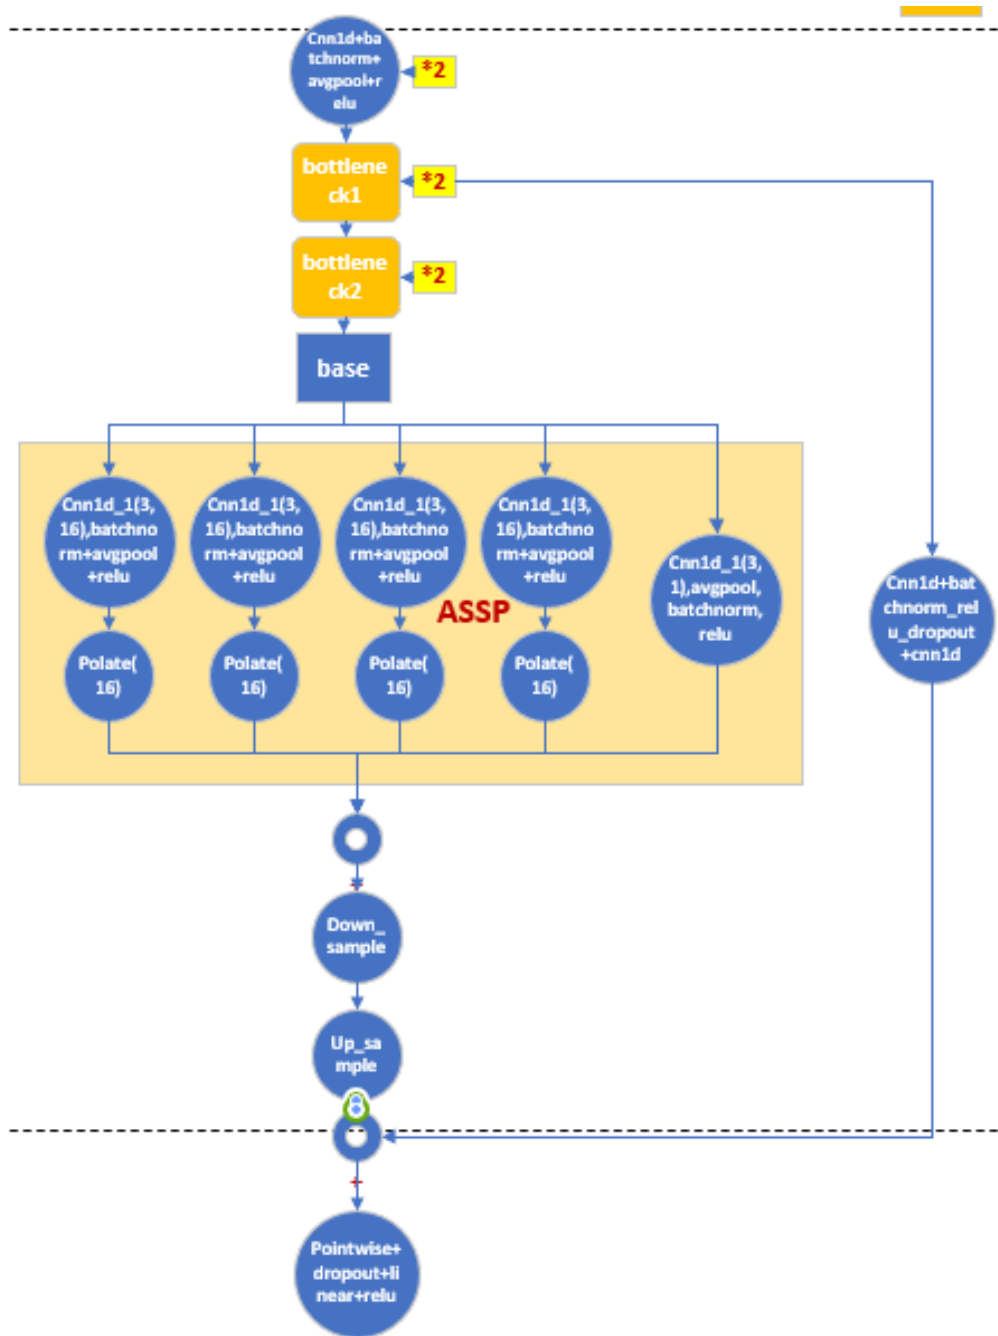 Cnn1d+ba
tchnorm+
avgpool+r
elu
*2
bottlene
ck1
*2
bottlene
ck2
*2
base
Cnn1d_1(3,
16),batchno
rm+avgpool
+relu
Cnn1d_1(3,
16),batchno
rm+avgpool
+relu
Cnn1d_1(3,
16),batchno
rm+avgpool
+relu
Cnn1d_1(3,
16),batchno
rm+avgpool
+relu
Cnn1d_1(3,
1),avgpool,
batchnorm,
relu
Cnn1d+bat
chnorm_rel
u_dropout
+cnn1d
ASSP
Polate(
16)
Polate(
16)
Polate(
16)
Polate(
16)
+
Down_
sample
Up_sa
mple
8
+
Pointwise+
dropout+li
near+relu